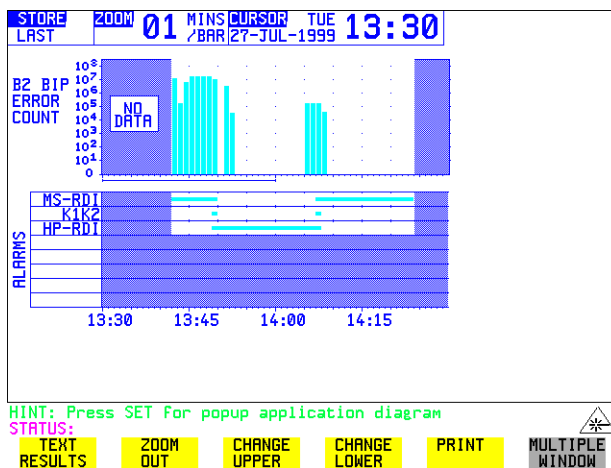 STORE ZOOM 01 MINS CURSOR TUE 13:30
LAST /BAR 27-JUL-1999
B2 BIP
ERROR
COUNT
10⁸
10⁷
10⁶
10⁵
10⁴
10³
10²
10¹
0
NO
DATA
ALARMS
MS-RDI
K1K2
HP-RDI
13:30 13:45 14:00 14:15
HINT: Press SET for popup application diagram
STATUS:
TEXT ZOOM CHANGE CHANGE PRINT MULTIPLE
RESULTS OUT UPPER LOWER WINDOW